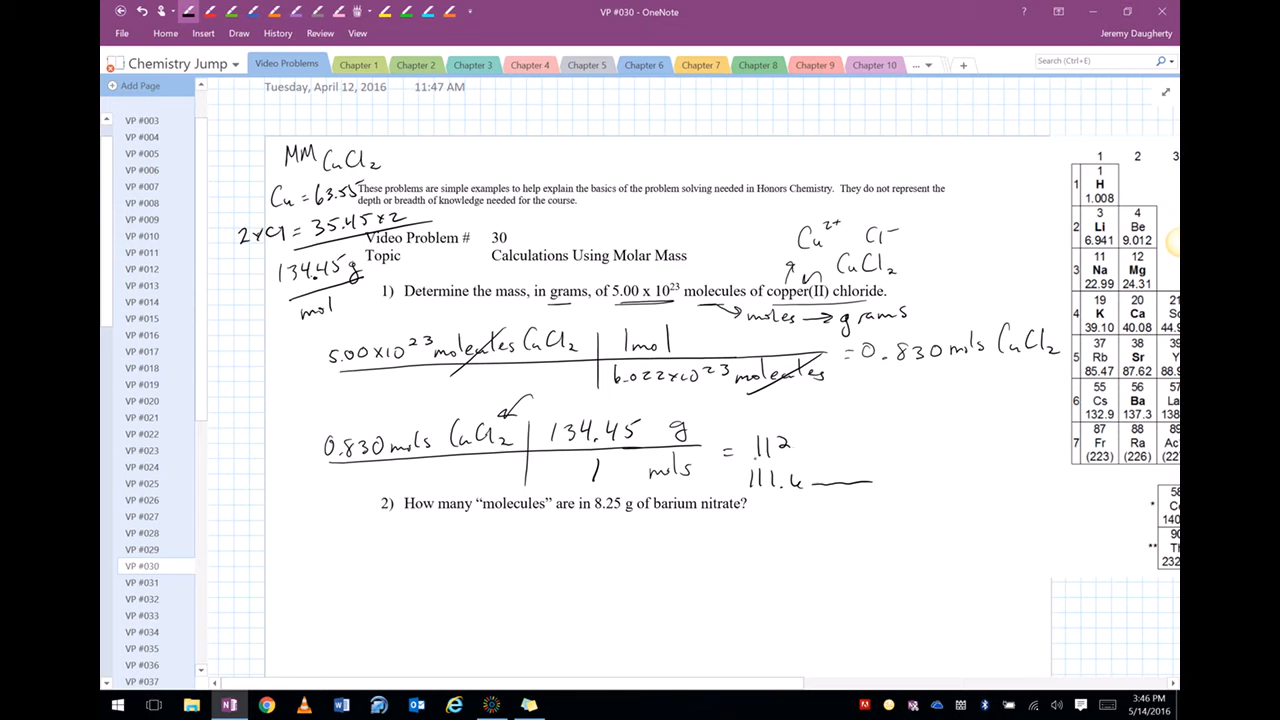 VP #030 - OneNote
Jeremy Daugherty
File Home Insert Draw History Review View
Chemistry Jump Video Problems Chapter 1 Chapter 2 Chapter 3 Chapter 4 Chapter 5 Chapter 6 Chapter 7 Chapter 8 Chapter 9 Chapter 10 ... + Search (Ctrl+E)
Add Page
VP #003
VP #004
VP #005
VP #006
VP #007
VP #008
VP #009
VP #010
VP #011
VP #012
VP #013
VP #014
VP #015
VP #016
VP #017
VP #018
VP #019
VP #020
VP #021
VP #022
VP #023
VP #024
VP #025
VP #026
VP #027
VP #028
VP #029
VP #030
VP #031
VP #032
VP #033
VP #034
VP #035
VP #036
VP #037
Tuesday, April 12, 2016 11:47 AM
MM CuCl2
Cu = 63.55
These problems are simple examples to help explain the basics of the problem solving needed in Honors Chemistry. They do not represent the
depth or breadth of knowledge needed for the course.
2×Cl = 35.45×2
134.45 g
mol
Video Problem # 30
Topic Calculations Using Molar Mass
Cu2+ Cl-
CuCl2
1) Determine the mass, in grams, of 5.00 x 10^23 molecules of copper(II) chloride.
moles → grams
5.00×10^23 molecules CuCl2 | 1 mol = 0.830 mols CuCl2
6.022×10^23 molecules
0.830 mols CuCl2 | 134.45 g = 112
1 mols 111.6
2) How many “molecules” are in 8.25 g of barium nitrate?
1 2 3
1
1
H
1.008
2
3 4
Li Be
6.941 9.012
3
11 12
Na Mg
22.99 24.31
4
19 20
K Ca
39.10 40.08
5
37 38
Rb Sr
85.47 87.62
6
55 56
Cs Ba
132.9 137.3
7
87 88
Fr Ra
(223) (226)
*
**
3:46 PM
5/14/2016